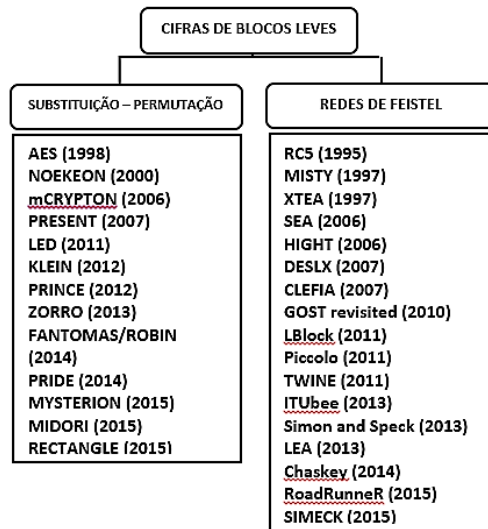 CIFRAS DE BLOCOS LEVES
SUBSTITUIÇÃO – PERMUTAÇÃO
AES (1998)
NOEKEON (2000)
mCRYPTON (2006)
PRESENT (2007)
LED (2011)
KLEIN (2012)
PRINCE (2012)
ZORRO (2013)
FANTOMAS/ROBIN
(2014)
PRIDE (2014)
MYSTERION (2015)
MIDORI (2015)
RECTANGLE (2015)
REDES DE FEISTEL
RC5 (1995)
MISTY (1997)
XTEA (1997)
SEA (2006)
HIGHT (2006)
DESLX (2007)
CLEFIA (2007)
GOST revisited (2010)
LBlock (2011)
Piccolo (2011)
TWINE (2011)
ITUbee (2013)
Simon and Speck (2013)
LEA (2013)
Chaskey (2014)
RoadRunneR (2015)
SIMECK (2015)